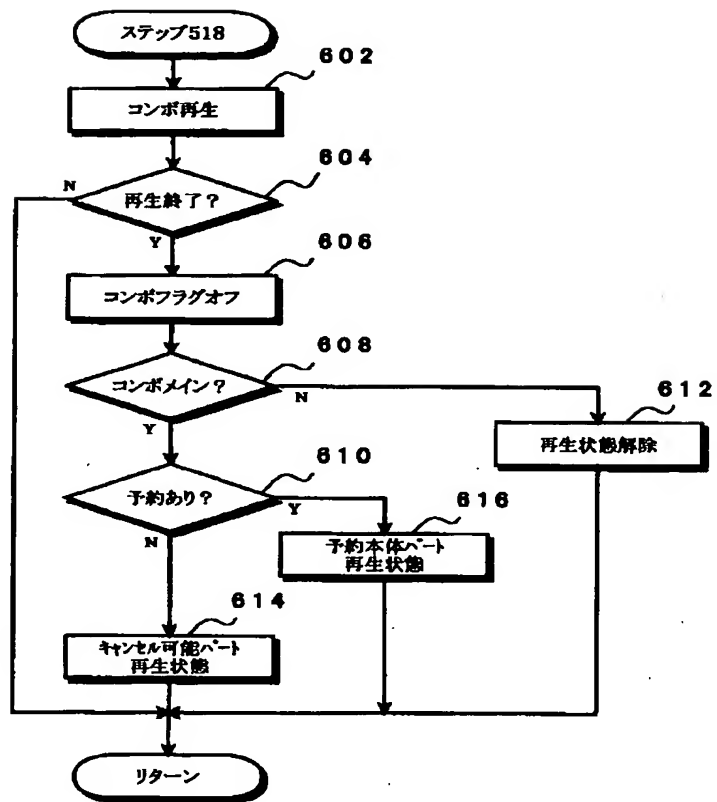 ステップ518
602
コンボ再生
604
N
再生終了?
Y
606
コンボフラグオフ
608
コンボメイン?
N
612
Y
再生状態解除
610
予約あり?
Y
616
N
予約本体パート
再生状態
614
キャンセル可能パート
再生状態
リターン